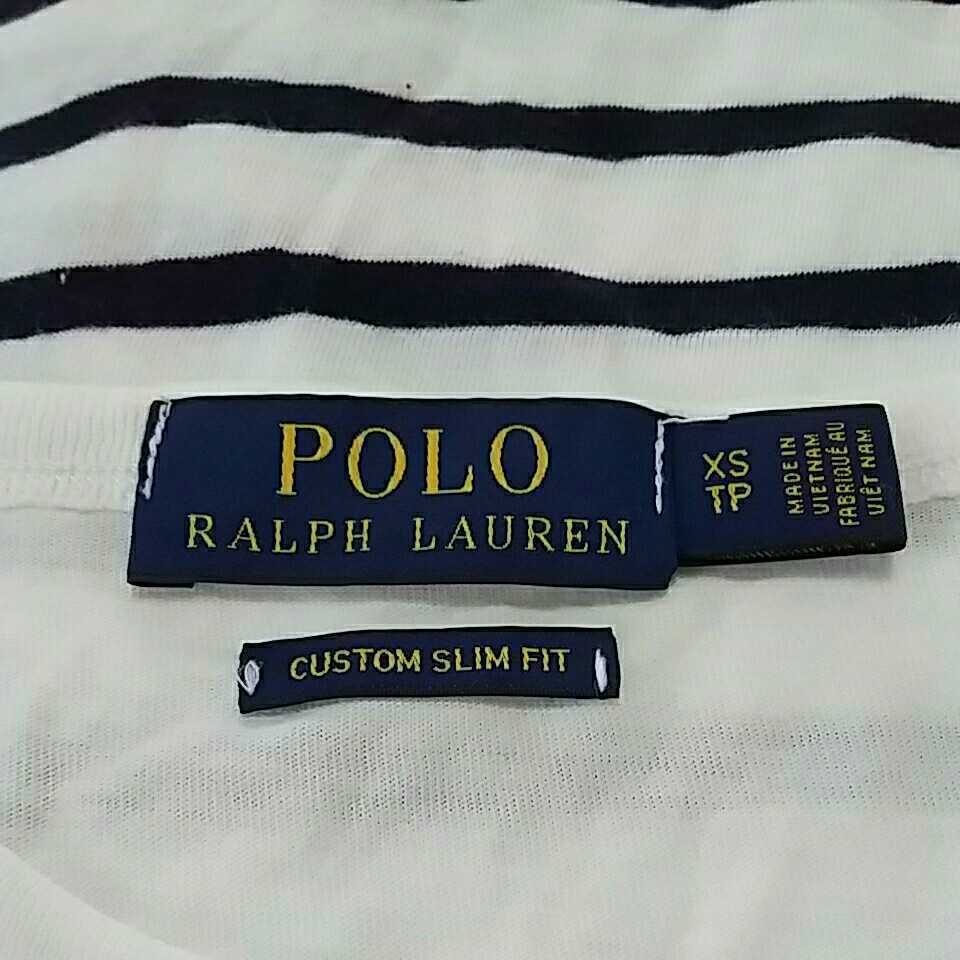 POLO
RALPH LAUREN
XS
TP
MADE IN
VIETNAM
FABRIQUÉ AU
VIÊT NAM
CUSTOM SLIM FIT